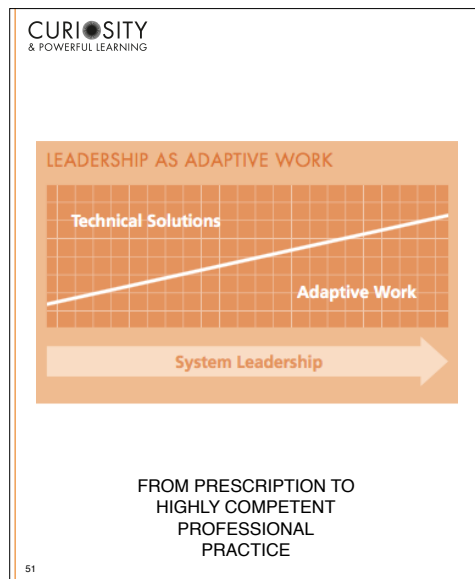 CURIOSITY
& POWERFUL LEARNING
LEADERSHIP AS ADAPTIVE WORK
Technical Solutions
Adaptive Work
System Leadership
FROM PRESCRIPTION TO
HIGHLY COMPETENT
PROFESSIONAL
PRACTICE
51